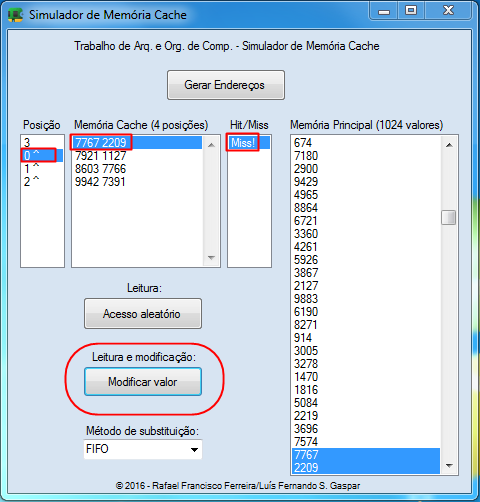 Simulador de Memória Cache
Trabalho de Arq. e Org. de Comp. - Simulador de Memória Cache
Gerar Endereços
Posição
3
0 ^
1 ^
2 ^
Memória Cache (4 posições)
7767 2209
7921 1127
8603 7766
9942 7391
Hit/Miss
Miss!
Memória Principal (1024 valores)
674
7180
2900
9429
4965
8864
6721
3360
4261
5926
3867
2127
9883
6190
8271
914
3005
3278
1470
1816
5084
2219
3696
7574
7767
2209
Leitura:
Acesso aleatório
Leitura e modificação:
Modificar valor
Método de substituição:
FIFO
© 2016 - Rafael Francisco Ferreira/Luís Fernando S. Gaspar